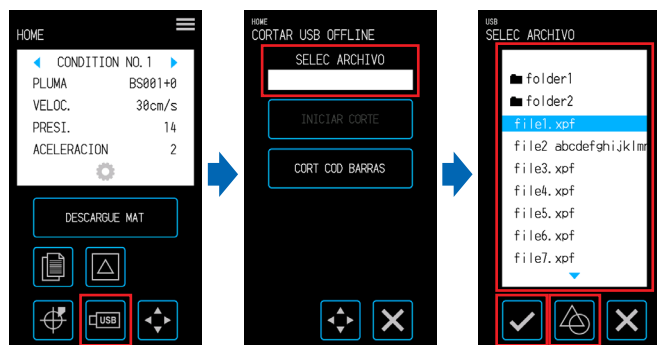 HOME
CONDITION NO.1
PLUMA BS001+0
VELOC. 30cm/s
PRESI. 14
ACELERACION 2
DESCARGUE MAT
USB
HOME
CORTAR USB OFFLINE
SELEC ARCHIVO
INICIAR CORTE
CORT COD BARRAS
USB
SELEC ARCHIVO
folder1
folder2
file1.xpf
file2 abcdefghijklm
file3.xpf
file4.xpf
file5.xpf
file6.xpf
file7.xpf